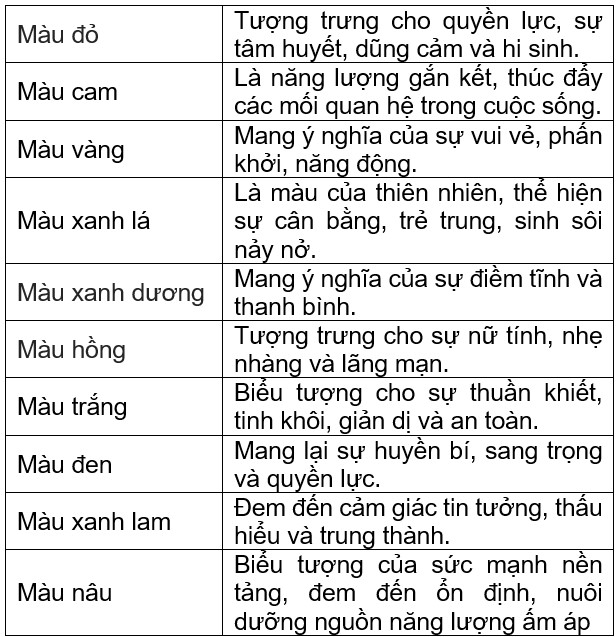 Màu đỏ
Tượng trưng cho quyền lực, sự
tâm huyết, dũng cảm và hi sinh.
Màu cam
Là năng lượng gắn kết, thúc đẩy
các mối quan hệ trong cuộc sống.
Màu vàng
Mang ý nghĩa của sự vui vẻ, phấn
khởi, năng động.
Màu xanh lá
Là màu của thiên nhiên, thể hiện
sự cân bằng, trẻ trung, sinh sôi
nảy nở.
Màu xanh dương
Mang ý nghĩa của sự điềm tĩnh và
thanh bình.
Màu hồng
Tượng trưng cho sự nữ tính, nhẹ
nhàng và lãng mạn.
Màu trắng
Biểu tượng cho sự thuần khiết,
tinh khôi, giản dị và an toàn.
Màu đen
Mang lại sự huyền bí, sang trọng
và quyền lực.
Màu xanh lam
Đem đến cảm giác tin tưởng, thấu
hiểu và trung thành.
Màu nâu
Biểu tượng của sức mạnh nền
tảng, đem đến ổn định, nuôi
dưỡng nguồn năng lượng ấm áp